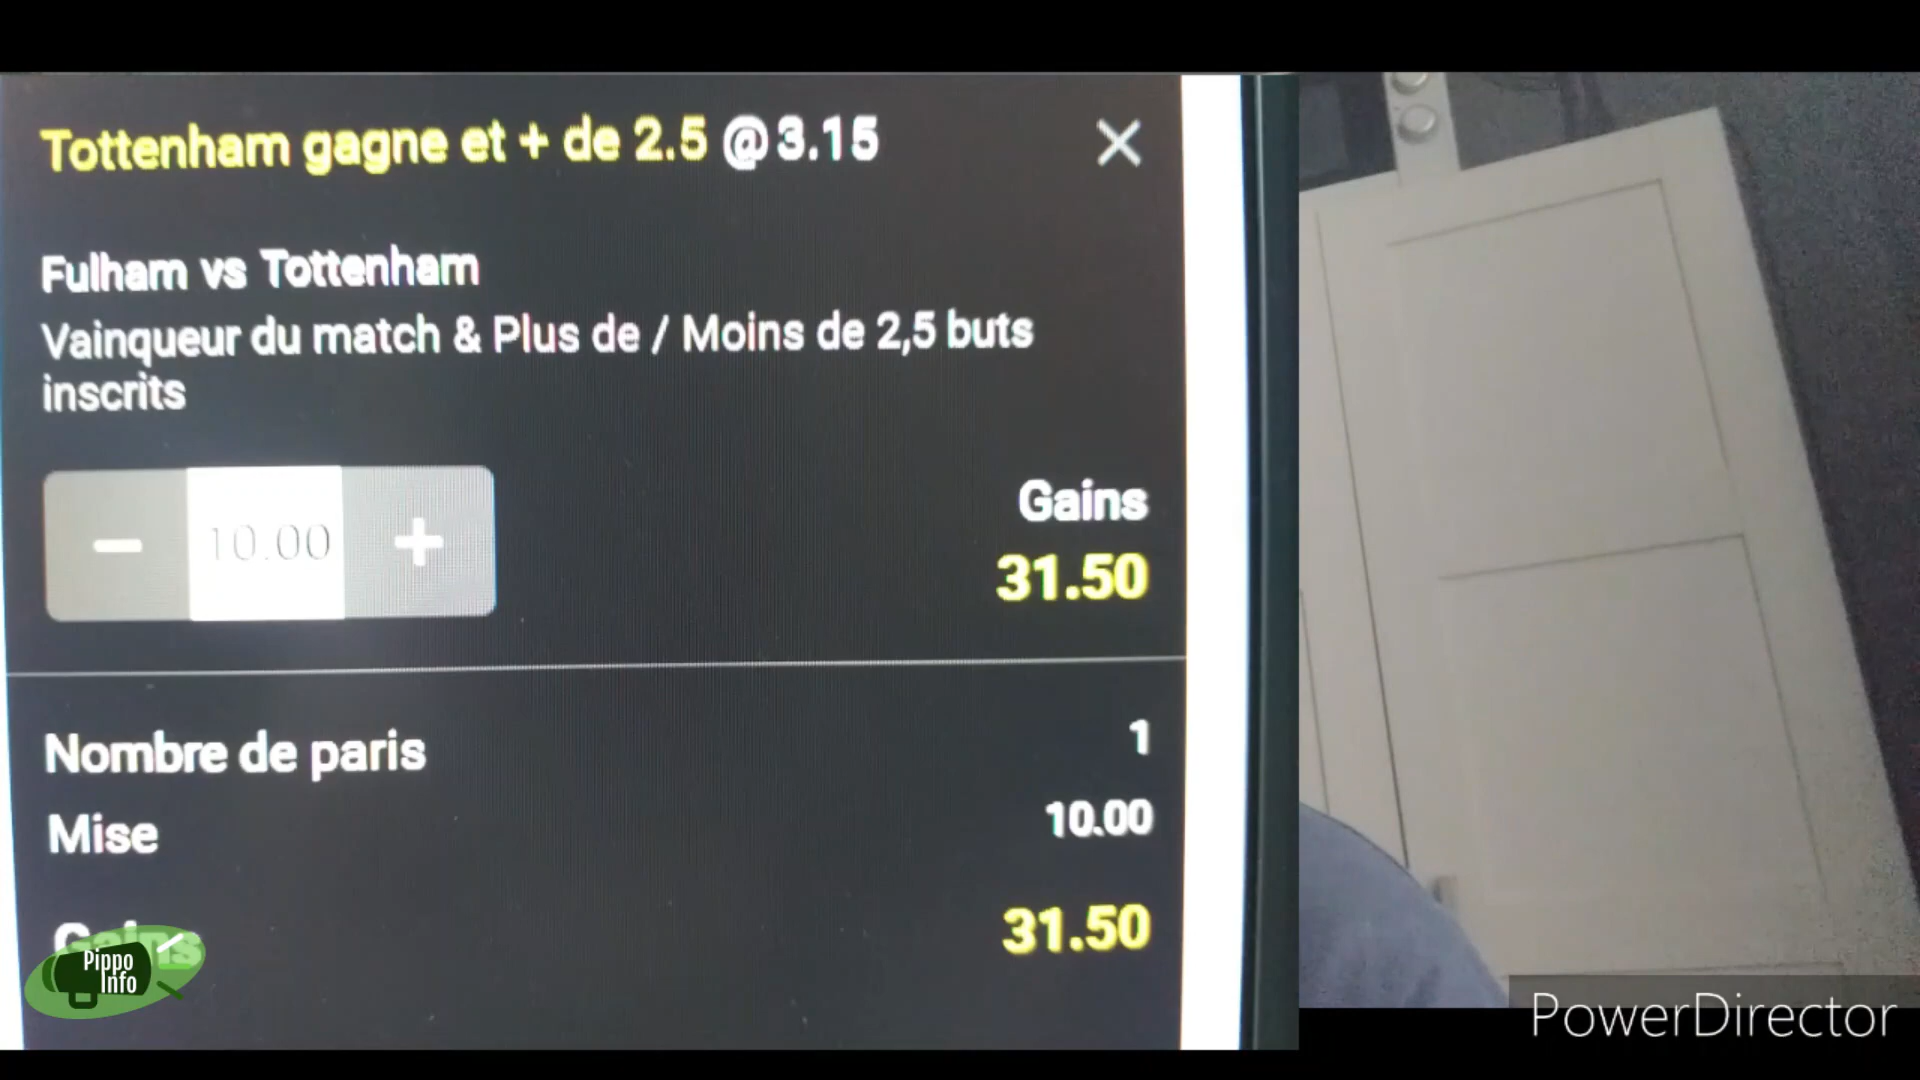 Tottenham gagne et + de 2.5 @3.15
Fulham vs Tottenham
Vainqueur du match & Plus de / Moins de 2,5 buts
inscrits
10.00
Gains
31.50
Nombre de paris 1
Mise 10.00
Gains 31.50
Pippo
Info
PowerDirector